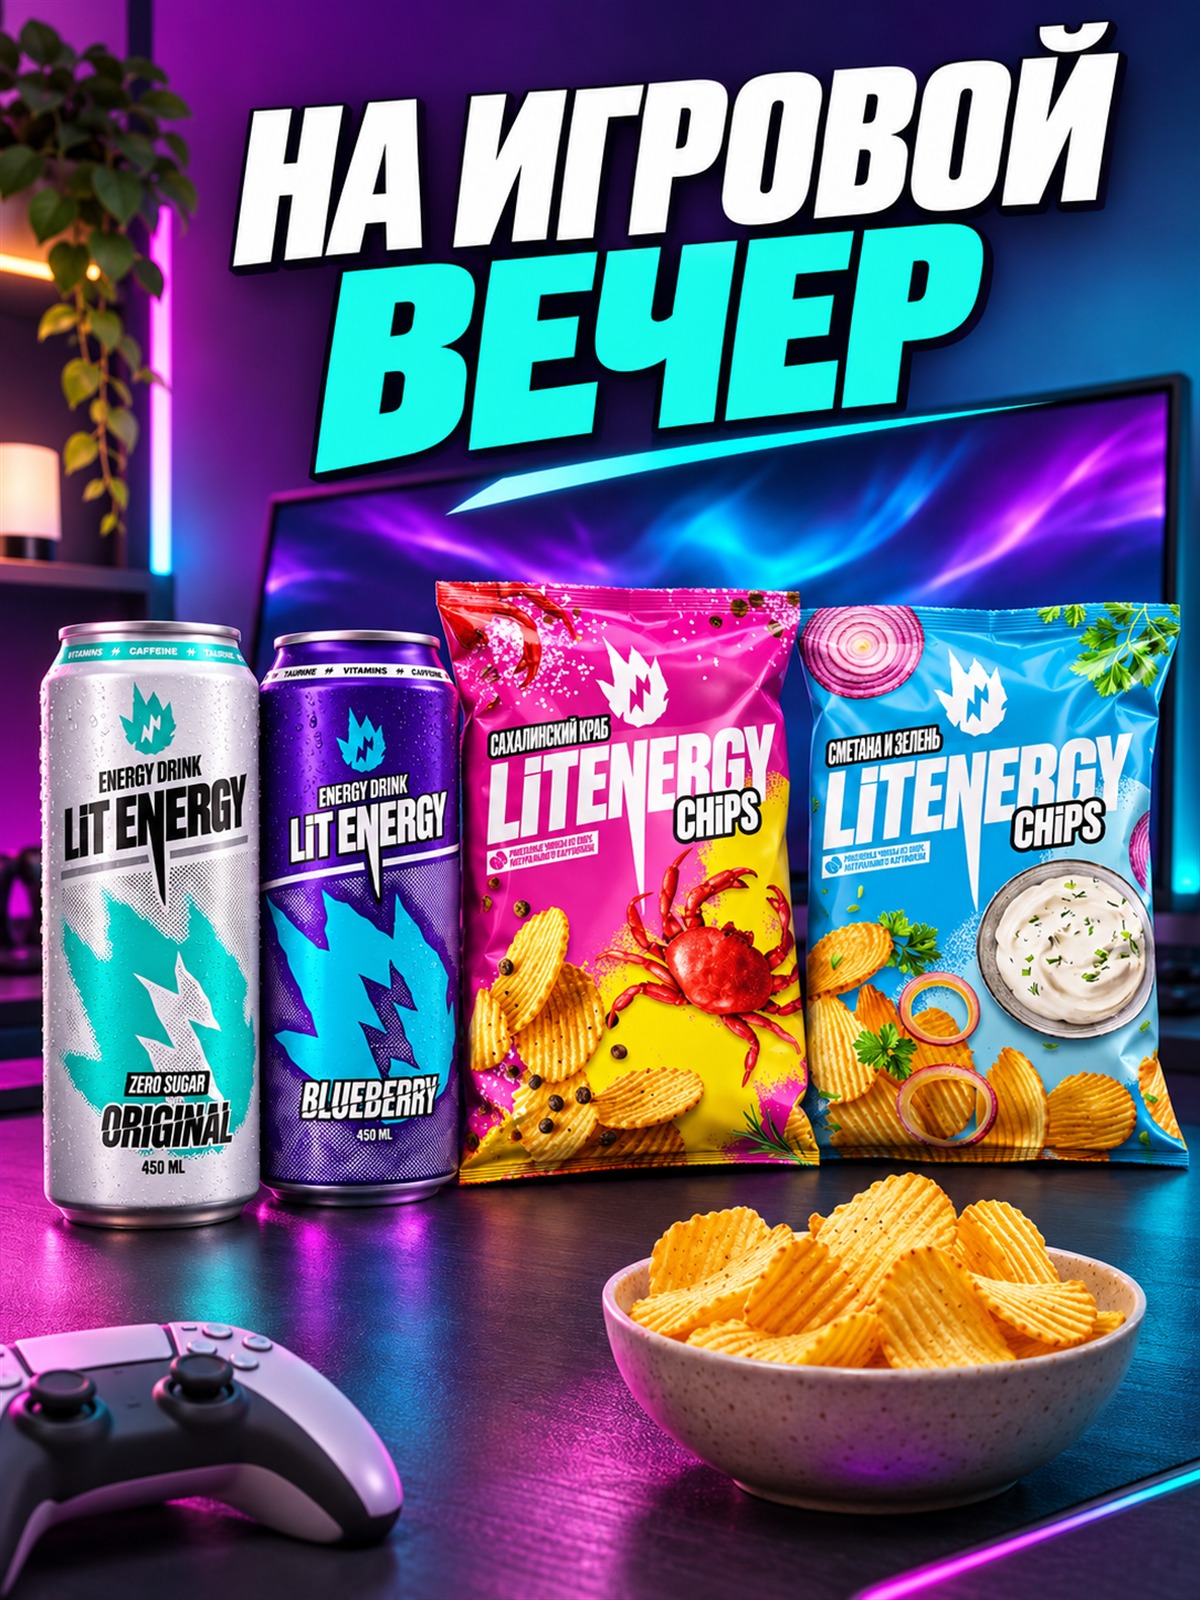 НА ИГРОВОЙ
ВЕЧЕР
VITAMINS CAFFEINE TAURINE
ENERGY DRINK
LIT ENERGY
ZERO SUGAR
ORIGINAL
450 ML
TAURINE VITAMINS CAFFEINE
ENERGY DRINK
LIT ENERGY
BLUEBERRY
450 ML
САХАЛИНСКИЙ КРАБ
LITENERGY
CHIPS
СМЕТАНА И ЗЕЛЕНЬ
LITENERGY
CHIPS